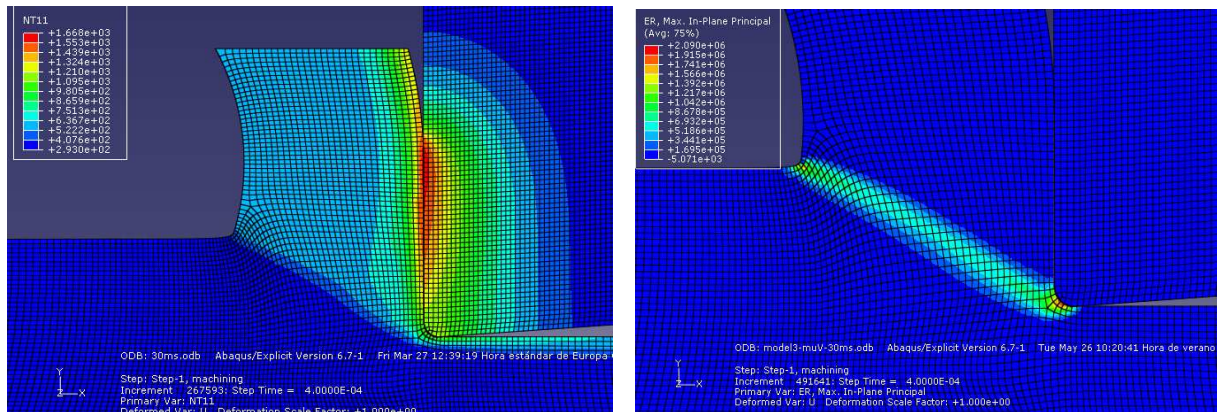 NT11
+1.668e+03
+1.553e+03
+1.439e+03
+1.324e+03
+1.210e+03
+1.095e+03
+9.805e+02
+8.659e+02
+7.513e+02
+6.367e+02
+5.222e+02
+4.076e+02
+2.930e+02
ODB: 30ms.odb Abaqus/Explicit Version 6.7-1 Fri Mar 27 12:39:19 Hora estándar de Europa
Y
Z X
Step: Step-1, machining
Increment 267593: Step Time = 4.0000E-04
Primary Var: NT11
Deformed Var: U Deformation Scale Factor: +1.000e+00
ER, Max. In-Plane Principal
(Avg: 75%)
+2.090e+06
+1.915e+06
+1.741e+06
+1.566e+06
+1.392e+06
+1.217e+06
+1.042e+06
+8.678e+05
+6.932e+05
+5.186e+05
+3.441e+05
+1.695e+05
-5.071e+03
ODB: model3-muV-30ms.odb Abaqus/Explicit Version 6.7-1 Tue May 26 10:20:41 Hora de verano
Y
Z X
Step: Step-1, machining
Increment 491641: Step Time = 4.0000E-04
Primary Var: ER, Max. In-Plane Principal
Deformed Var: U Deformation Scale Factor: +1.000e+00